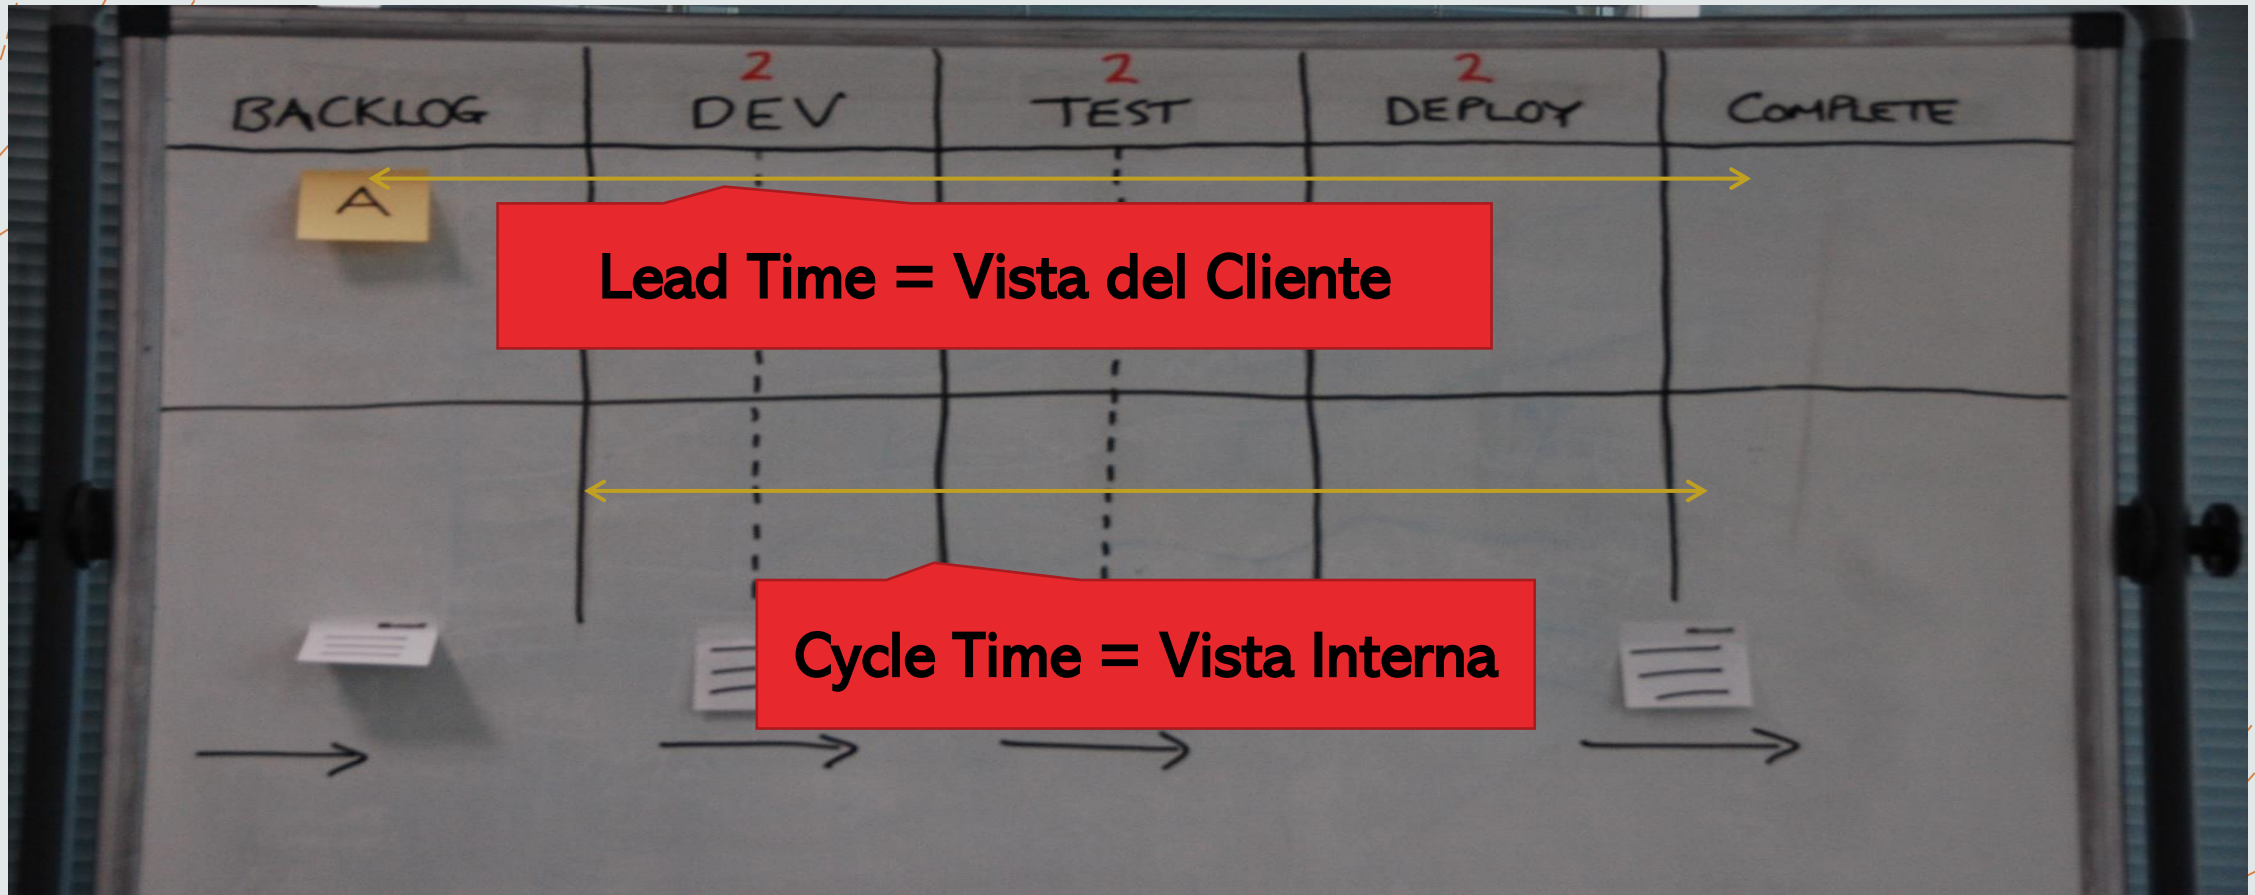 2 2 2
BACKLOG DEV TEST DEPLOY COMPLETE
A
Lead Time = Vista del Cliente
Cycle Time = Vista Interna